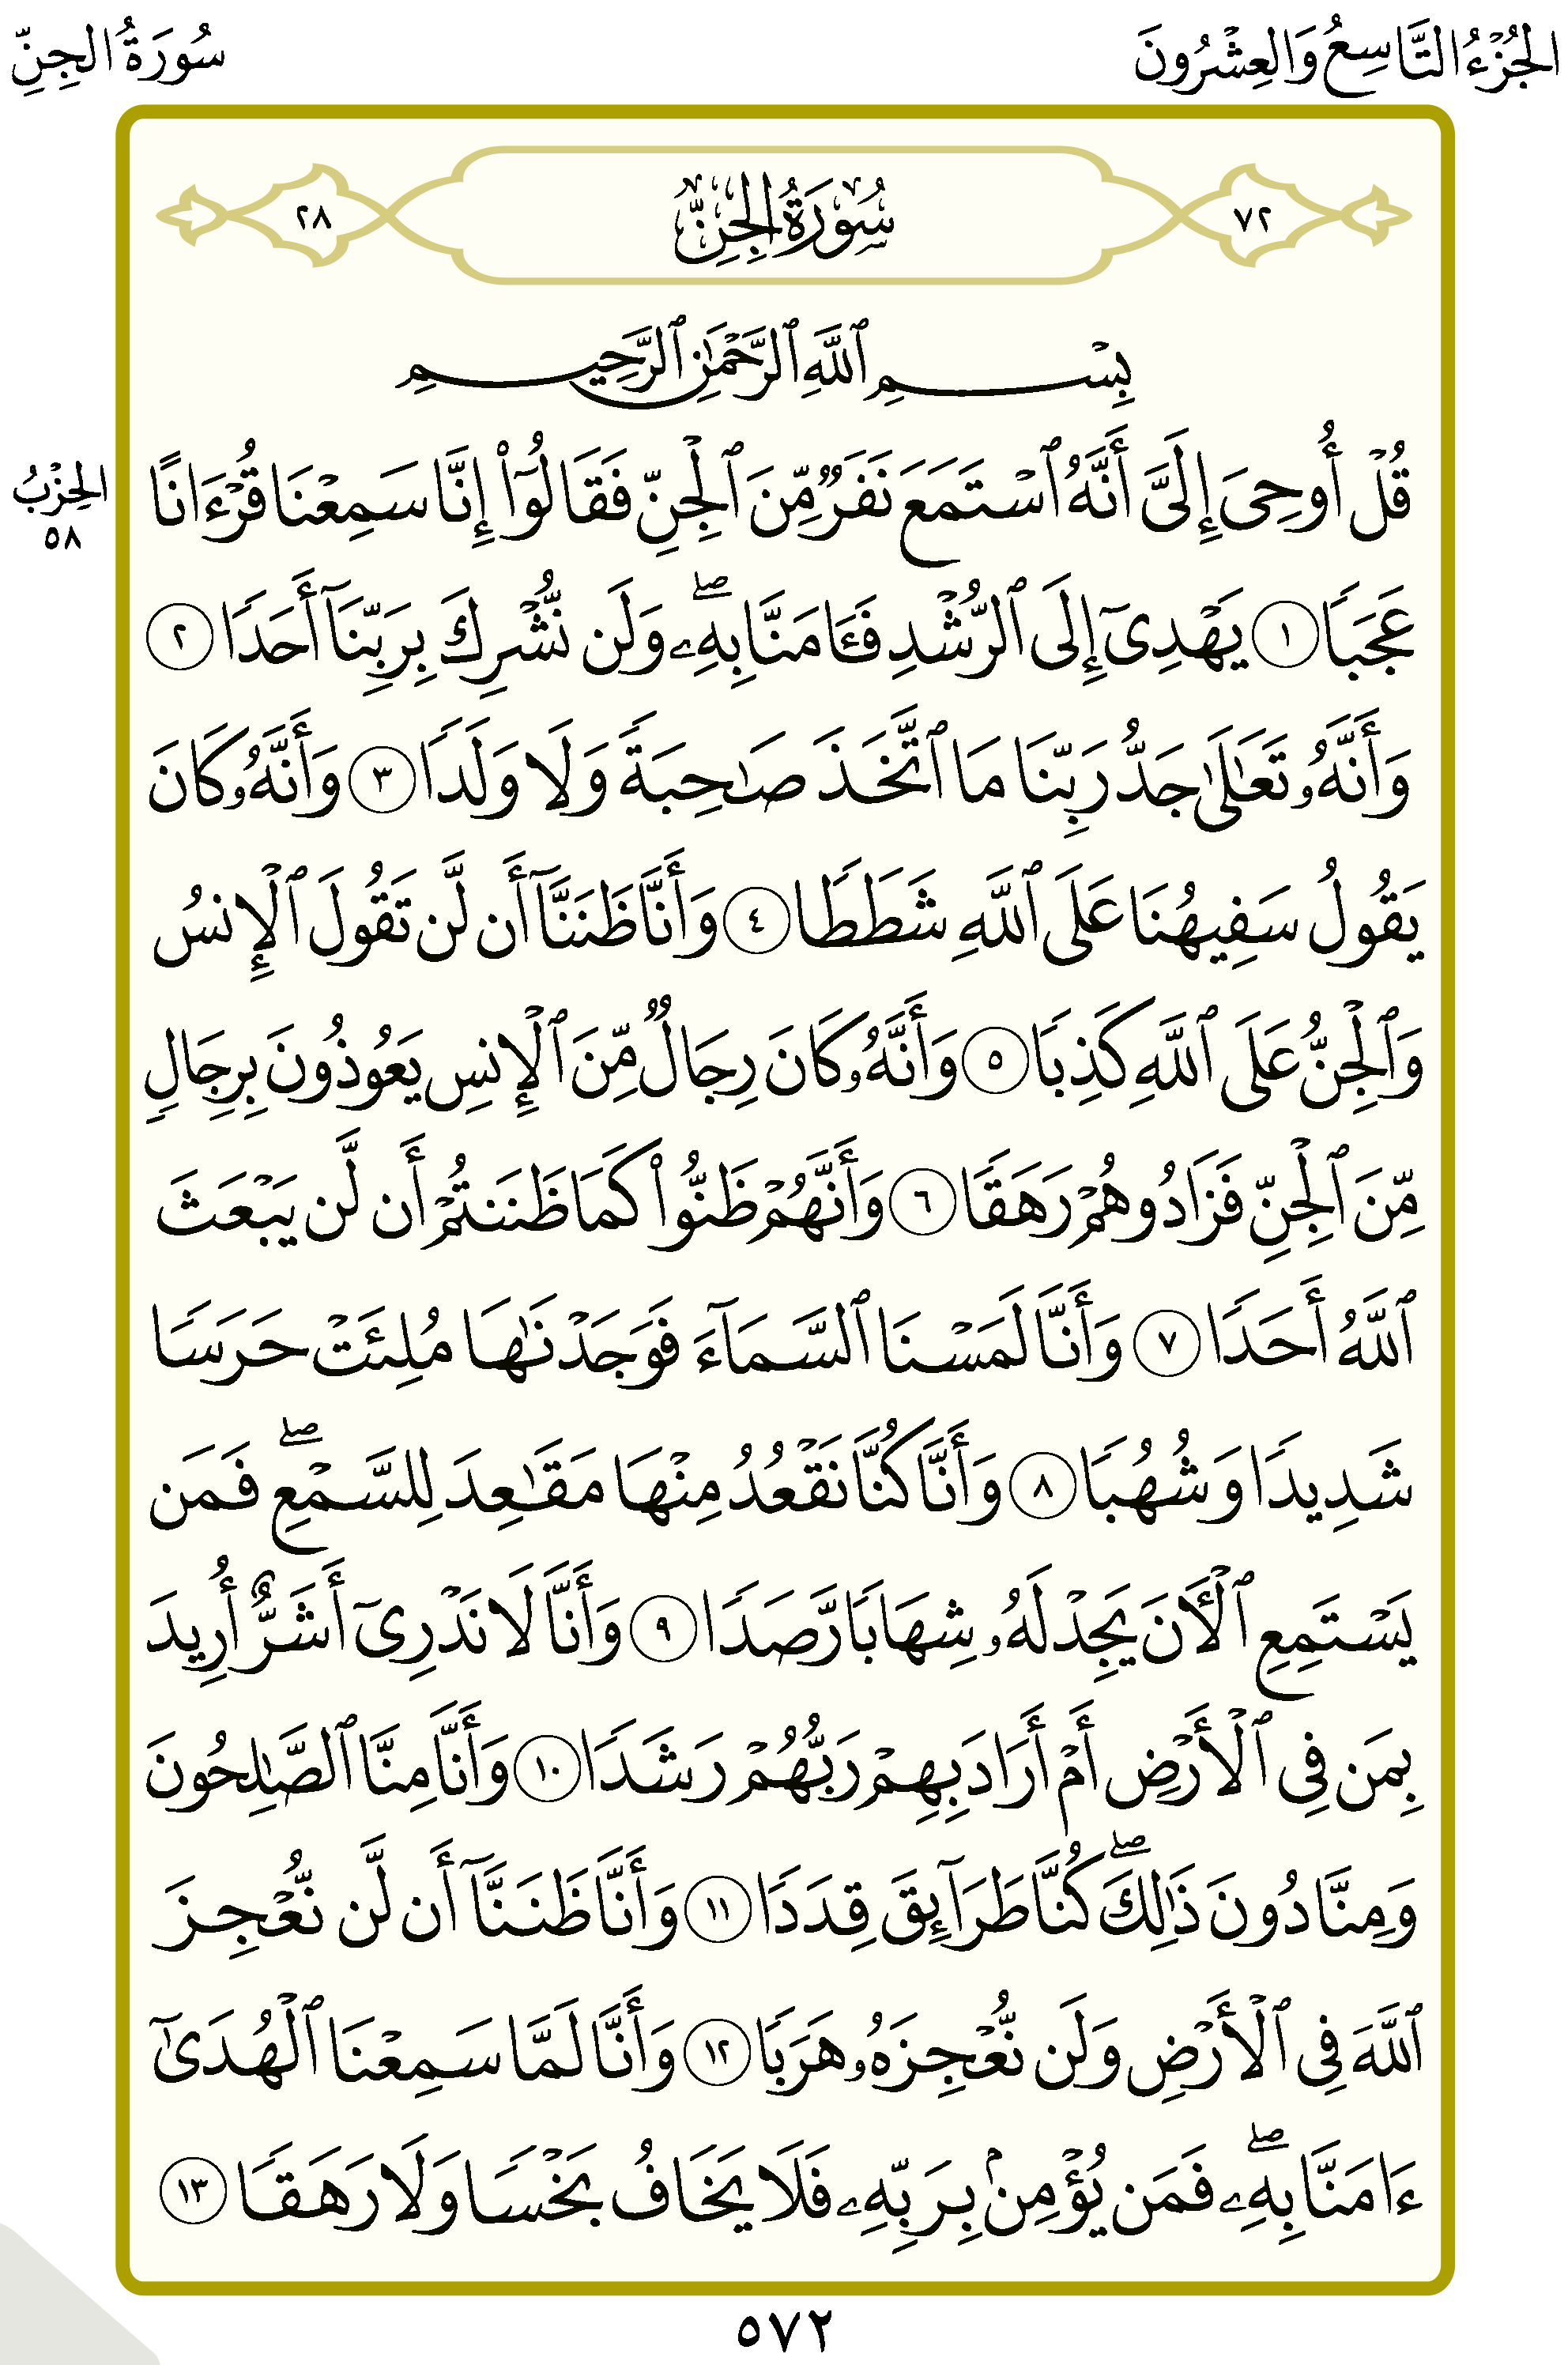 الجُزْءُ التَّاسِعُ وَالعِشْرُونَ
سُورَةُ الجِنِّ
٧٢
سُورَةُ الجِنِّ
٢٨
بِسۡمِ ٱللَّهِ ٱلرَّحۡمَٰنِ ٱلرَّحِيمِ
قُلۡ أُوحِيَ إِلَيَّ أَنَّهُ ٱسۡتَمَعَ نَفَرٞ مِّنَ ٱلۡجِنِّ فَقَالُوٓاْ إِنَّا سَمِعۡنَا قُرۡءَانًا
الحِزْبُ
٥٨
عَجَبٗا ١ يَهۡدِيٓ إِلَى ٱلرُّشۡدِ فَـَٔامَنَّا بِهِۦۖ وَلَن نُّشۡرِكَ بِرَبِّنَآ أَحَدٗا ٢
وَأَنَّهُۥ تَعَٰلَىٰ جَدُّ رَبِّنَا مَا ٱتَّخَذَ صَٰحِبَةٗ وَلَا وَلَدٗا ٣ وَأَنَّهُۥ كَانَ
يَقُولُ سَفِيهُنَا عَلَى ٱللَّهِ شَطَطٗا ٤ وَأَنَّا ظَنَنَّآ أَن لَّن تَقُولَ ٱلۡإِنسُ
وَٱلۡجِنُّ عَلَى ٱللَّهِ كَذِبٗا ٥ وَأَنَّهُۥ كَانَ رِجَالٞ مِّنَ ٱلۡإِنسِ يَعُوذُونَ بِرِجَالٖ
مِّنَ ٱلۡجِنِّ فَزَادُوهُمۡ رَهَقٗا ٦ وَأَنَّهُمۡ ظَنُّواْ كَمَا ظَنَنتُمۡ أَن لَّن يَبۡعَثَ
ٱللَّهُ أَحَدٗا ٧ وَأَنَّا لَمَسۡنَا ٱلسَّمَآءَ فَوَجَدۡنَٰهَا مُلِئَتۡ حَرَسٗا
شَدِيدٗا وَشُهُبٗا ٨ وَأَنَّا كُنَّا نَقۡعُدُ مِنۡهَا مَقَٰعِدَ لِلسَّمۡعِۖ فَمَن
يَسۡتَمِعِ ٱلۡأٓنَ يَجِدۡ لَهُۥ شِهَابٗا رَّصَدٗا ٩ وَأَنَّا لَا نَدۡرِيٓ أَشَرٌّ أُرِيدَ
بِمَن فِي ٱلۡأَرۡضِ أَمۡ أَرَادَ بِهِمۡ رَبُّهُمۡ رَشَدٗا ١٠ وَأَنَّا مِنَّا ٱلصَّٰلِحُونَ
وَمِنَّا دُونَ ذَٰلِكَۖ كُنَّا طَرَآئِقَ قِدَدٗا ١١ وَأَنَّا ظَنَنَّآ أَن لَّن نُّعۡجِزَ
ٱللَّهَ فِي ٱلۡأَرۡضِ وَلَن نُّعۡجِزَهُۥ هَرَبٗا ١٢ وَأَنَّا لَمَّا سَمِعۡنَا ٱلۡهُدَىٰٓ
ءَامَنَّا بِهِۦۖ فَمَن يُؤۡمِنۢ بِرَبِّهِۦ فَلَا يَخَافُ بَخۡسٗا وَلَا رَهَقٗا ١٣
٥٧٢